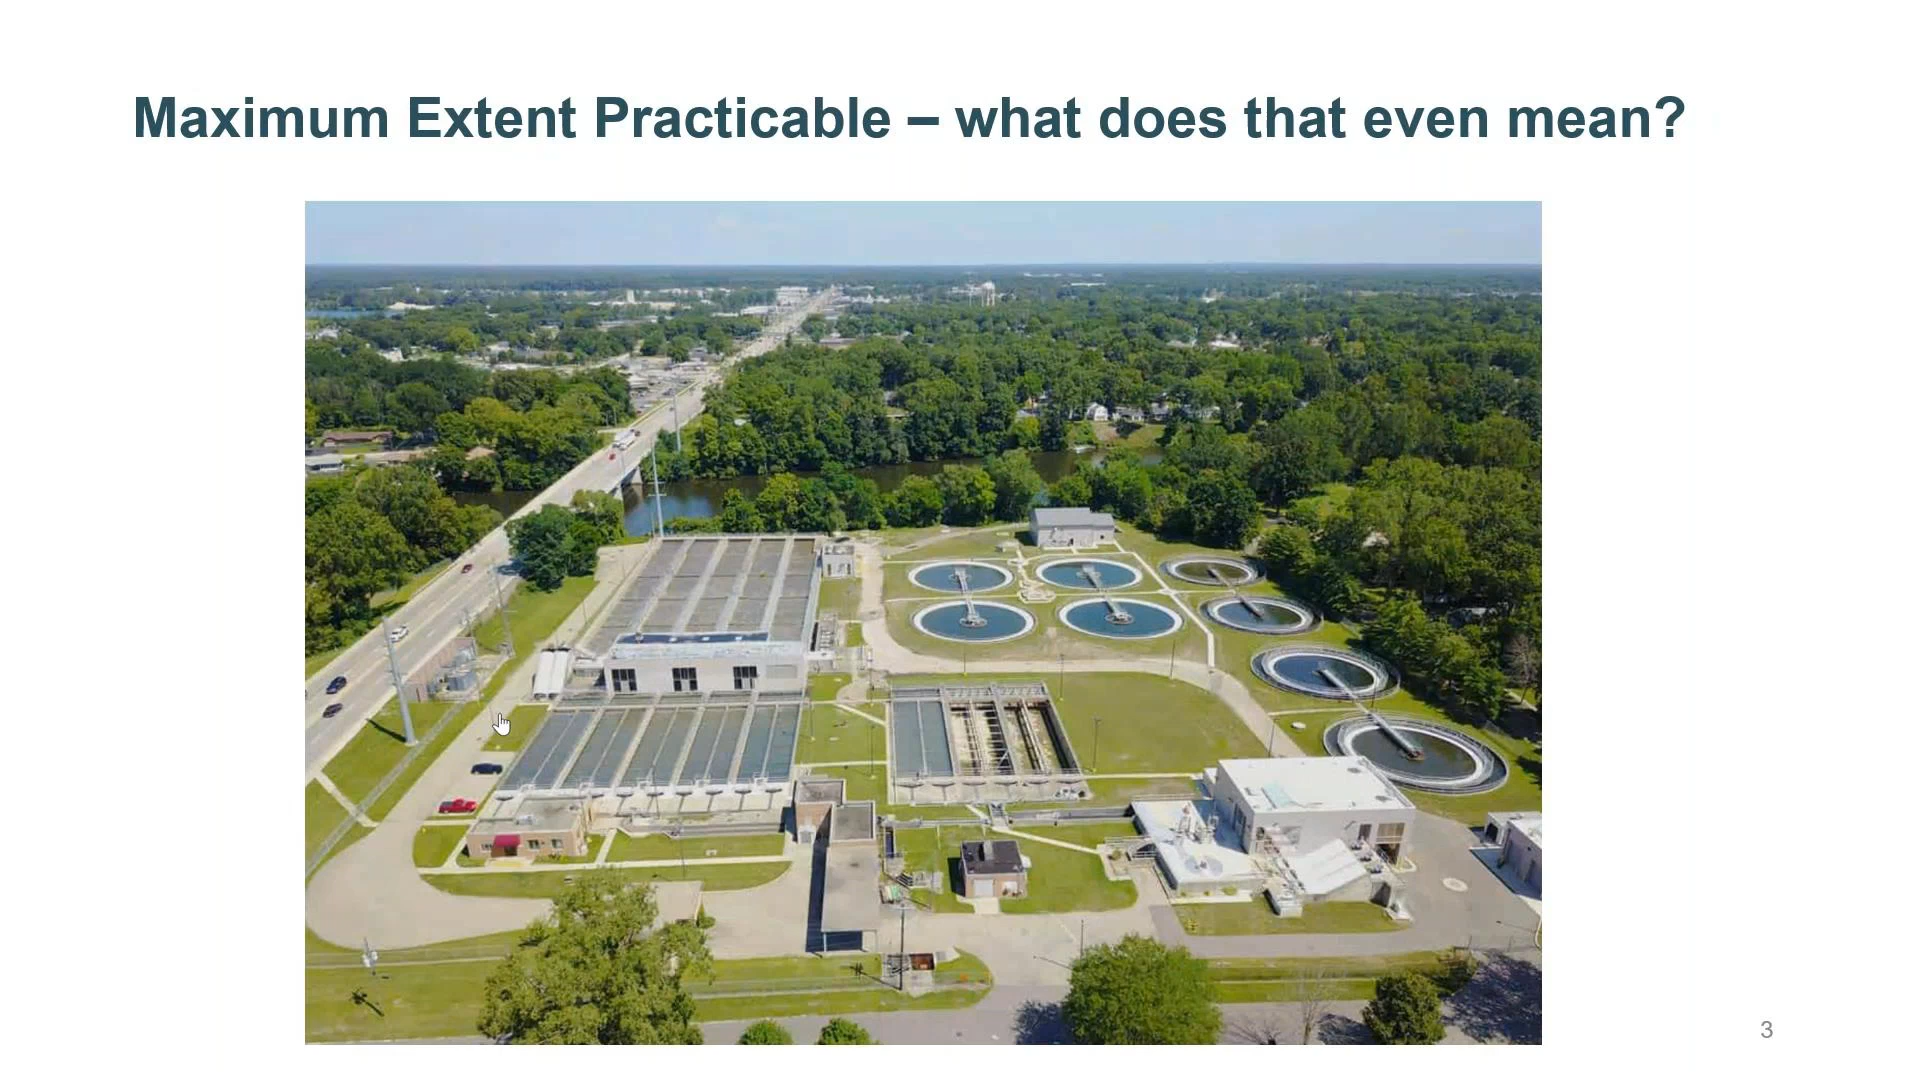 Maximum Extent Practicable – what does that even mean?
3